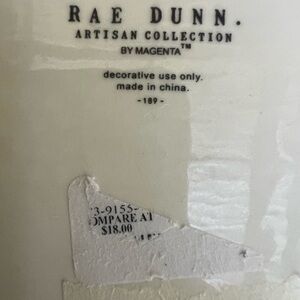 RAE DUNN.
ARTISAN COLLECTION
BY MAGENTA™
decorative use only.
made in china.
- 189 -
3-9155-
OMPARE AT
$18.00